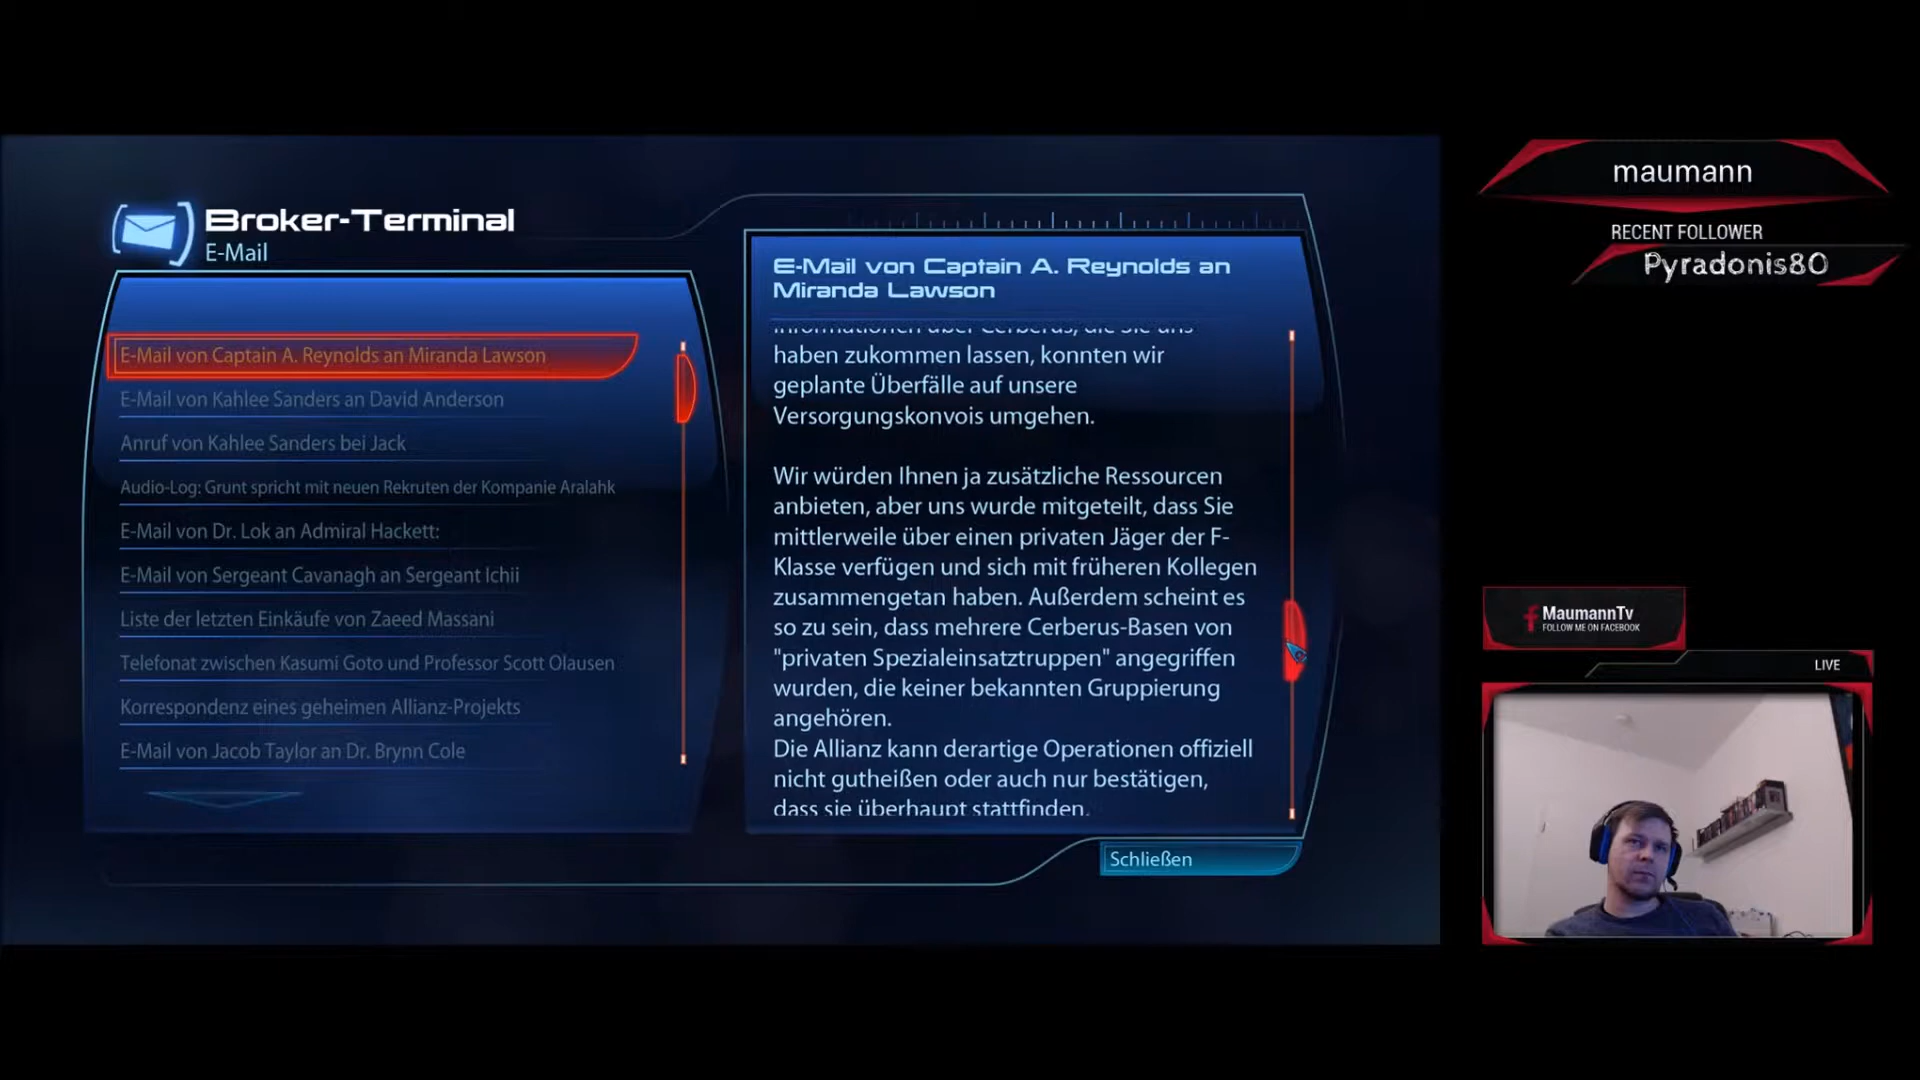 Broker-Terminal
E-Mail
E-Mail von Captain A. Reynolds an Miranda Lawson
E-Mail von Kahlee Sanders an David Anderson
Anruf von Kahlee Sanders bei Jack
Audio-Log: Grunt spricht mit neuen Rekruten der Kompanie Aralahk
E-Mail von Dr. Lok an Admiral Hackett:
E-Mail von Sergeant Cavanagh an Sergeant Ichii
Liste der letzten Einkäufe von Zaeed Massani
Telefonat zwischen Kasumi Goto und Professor Scott Olausen
Korrespondenz eines geheimen Allianz-Projekts
E-Mail von Jacob Taylor an Dr. Brynn Cole
E-Mail von Captain A. Reynolds an
Miranda Lawson
Informationen über Cerberus, die Sie uns
haben zukommen lassen, konnten wir
geplante Überfälle auf unsere
Versorgungskonvois umgehen.
Wir würden Ihnen ja zusätzliche Ressourcen
anbieten, aber uns wurde mitgeteilt, dass Sie
mittlerweile über einen privaten Jäger der F-
Klasse verfügen und sich mit früheren Kollegen
zusammengetan haben. Außerdem scheint es
so zu sein, dass mehrere Cerberus-Basen von
"privaten Spezialeinsatztruppen" angegriffen
wurden, die keiner bekannten Gruppierung
angehören.
Die Allianz kann derartige Operationen offiziell
nicht gutheißen oder auch nur bestätigen,
dass sie überhaupt stattfinden.
Schließen
maumann
RECENT FOLLOWER
Pyradonis80
MaumannTv
FOLLOW ME ON FACEBOOK
LIVE